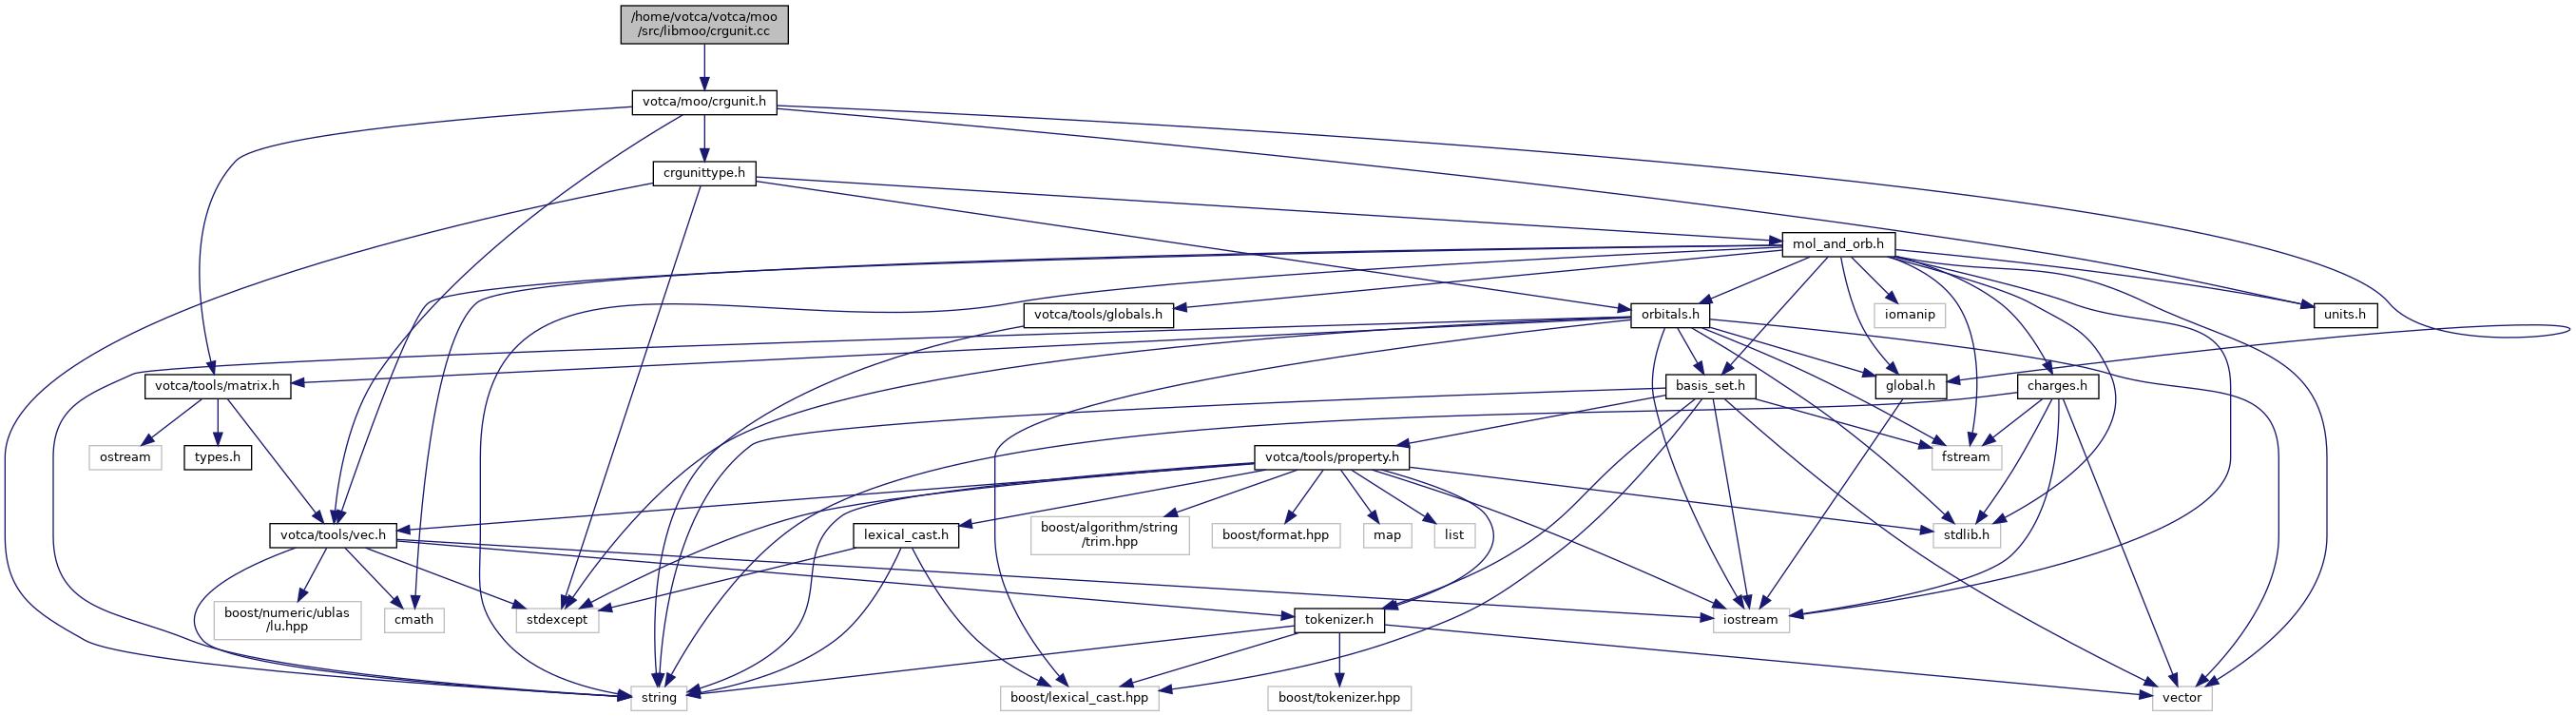 /home/votca/votca/moo
/src/libmoo/crgunit.cc
votca/moo/crgunit.h
crgunittype.h
mol_and_orb.h
votca/tools/globals.h
orbitals.h
iomanip
units.h
votca/tools/matrix.h
basis_set.h
global.h
charges.h
ostream
types.h
votca/tools/property.h
fstream
votca/tools/vec.h
lexical_cast.h
boost/algorithm/string
/trim.hpp
boost/format.hpp
map
list
stdlib.h
boost/numeric/ublas
/lu.hpp
cmath
stdexcept
tokenizer.h
iostream
string
boost/lexical_cast.hpp
boost/tokenizer.hpp
vector